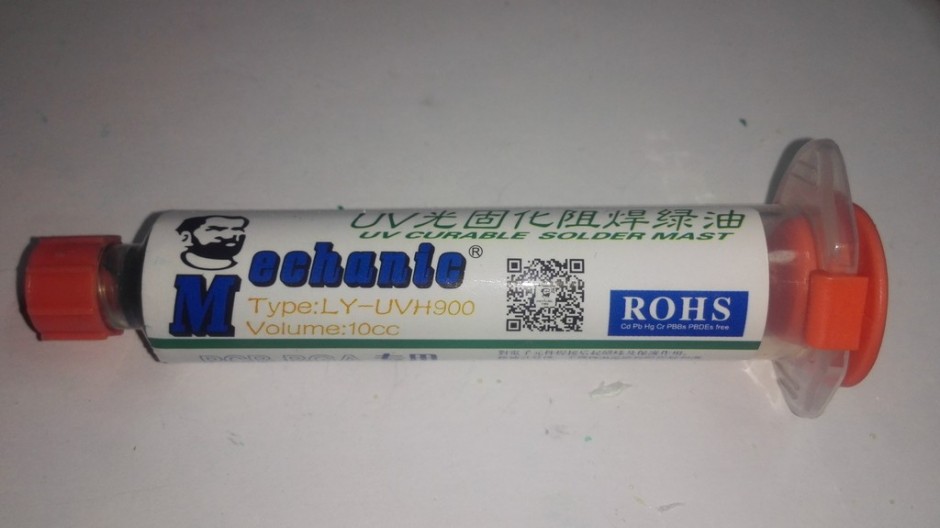 UV光固化阻焊绿油
UV CURABLE SOLDER MAST
Mechanic®
Type:LY-UVH900
Volume:10cc
ROHS
Cd Pb Hg Cr PBBs PBDEs free